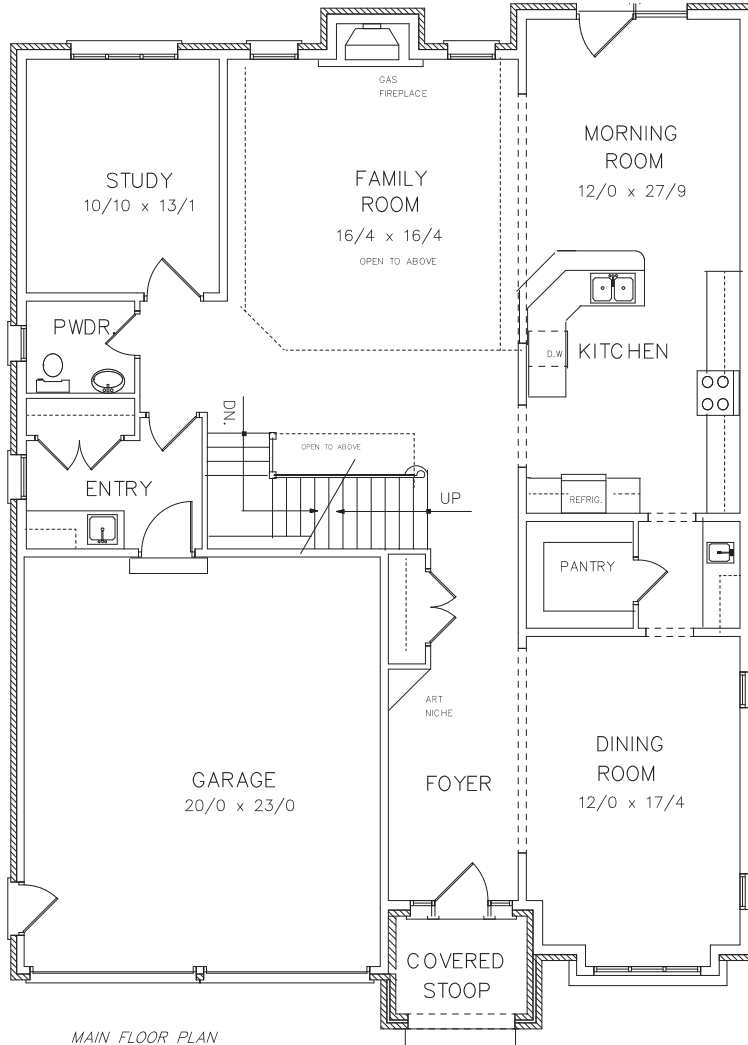 GAS
FIREPLACE
MORNING
ROOM
12/0 x 27/9
STUDY
10/10 x 13/1
FAMILY
ROOM
16/4 x 16/4
OPEN TO ABOVE
PWDR.
D.W
KITCHEN
DN.
OPEN TO ABOVE
ENTRY
UP
REFRIG.
PANTRY
ART
NICHE
FOYER
DINING
ROOM
12/0 x 17/4
GARAGE
20/0 x 23/0
COVERED
STOOP
MAIN FLOOR PLAN